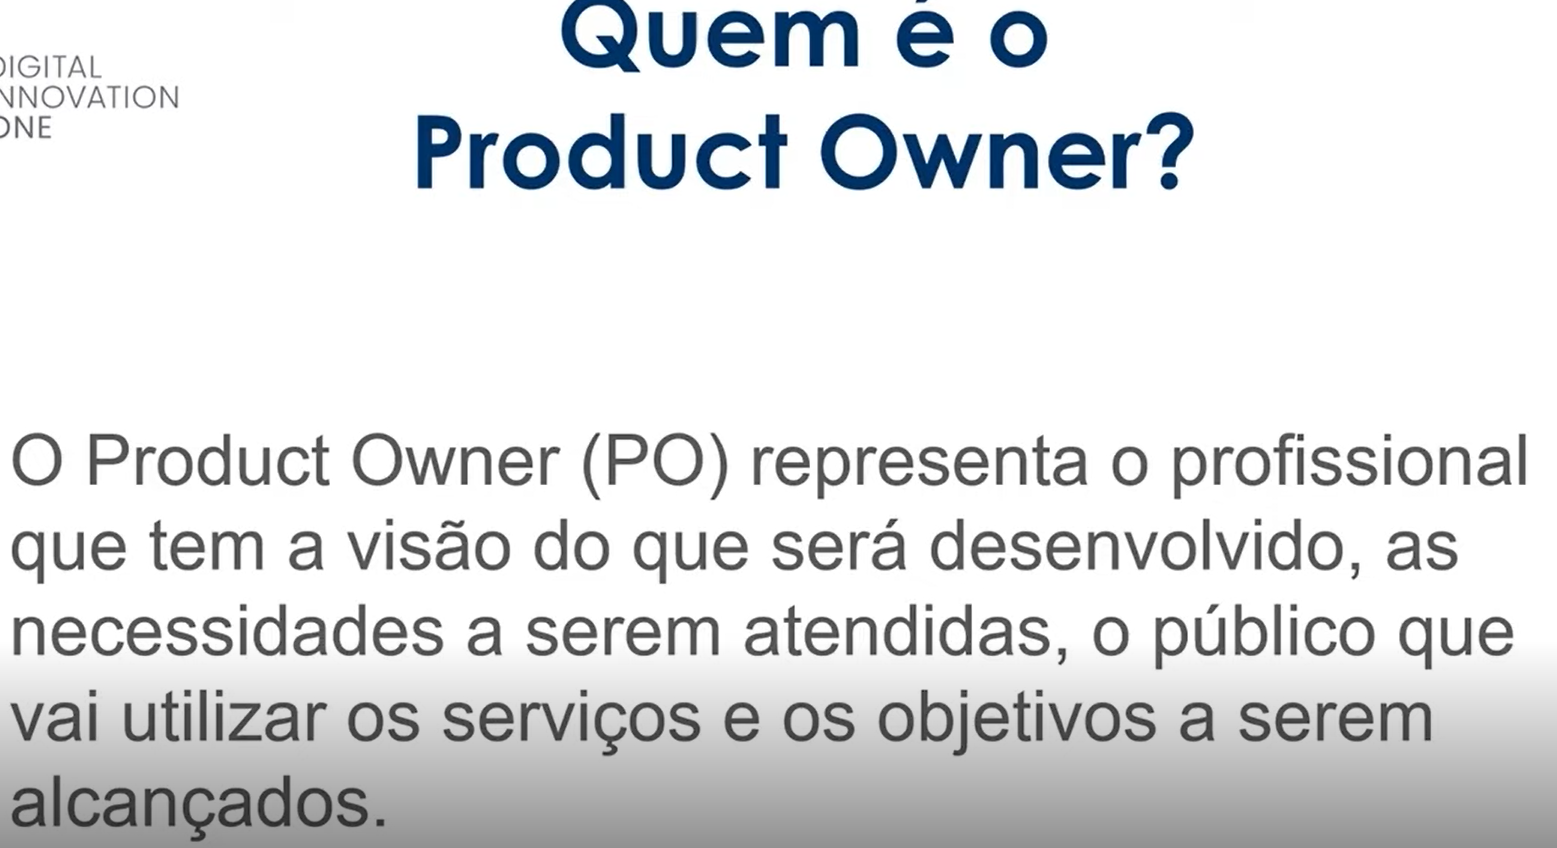 Quem é o
DIGITAL
INNOVATION
ONE
Product Owner?
O Product Owner (PO) representa o profissional
que tem a visão do que será desenvolvido, as
necessidades a serem atendidas, o público que
vai utilizar os serviços e os objetivos a serem
alcançados.